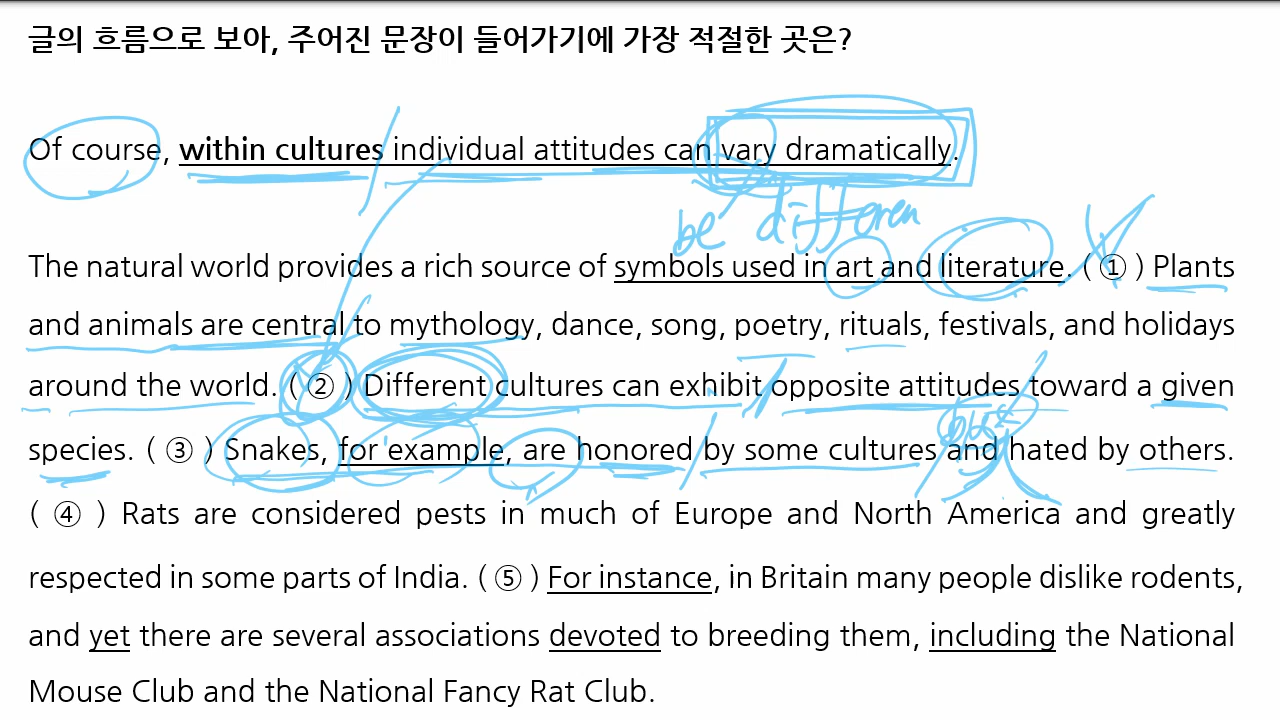 글의 흐름으로 보아, 주어진 문장이 들어가기에 가장 적절한 곳은?
Of course, within cultures individual attitudes can vary dramatically.
be differen
The natural world provides a rich source of symbols used in art and literature. ( ① ) Plants
and animals are central to mythology, dance, song, poetry, rituals, festivals, and holidays
around the world. ( ② ) Different cultures can exhibit opposite attitudes toward a given
species. ( ③ ) Snakes, for example, are honored by some cultures and hated by others.
( ④ ) Rats are considered pests in much of Europe and North America and greatly
respected in some parts of India. ( ⑤ ) For instance, in Britain many people dislike rodents,
and yet there are several associations devoted to breeding them, including the National
Mouse Club and the National Fancy Rat Club.